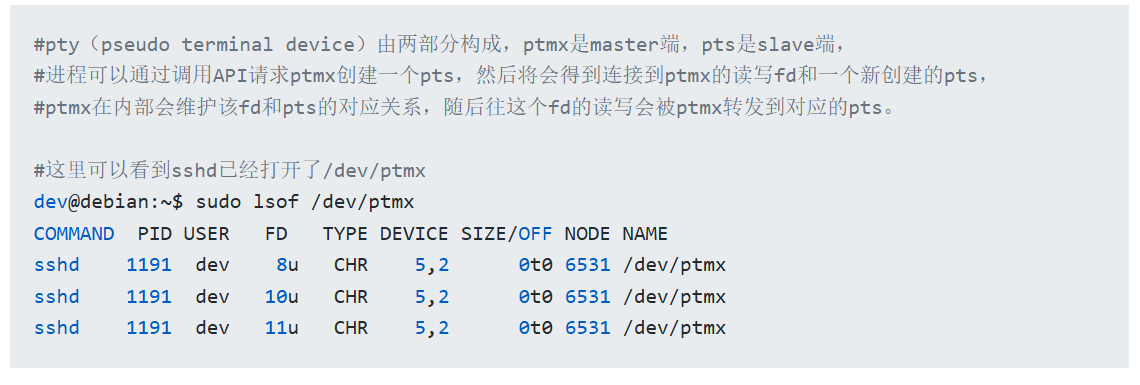 #pty（pseudo terminal device）由两部分构成，ptmx是master端，pts是slave端，
#进程可以通过调用API请求ptmx创建一个pts，然后将会得到连接到ptmx的读写fd和一个新创建的pts，
#ptmx在内部会维护该fd和pts的对应关系，随后往这个fd的读写会被ptmx转发到对应的pts。
#这里可以看到sshd已经打开了/dev/ptmx
dev@debian:~$ sudo lsof /dev/ptmx
COMMAND  PID USER   FD   TYPE DEVICE SIZE/OFF NODE NAME
sshd    1191  dev    8u   CHR    5,2      0t0 6531 /dev/ptmx
sshd    1191  dev   10u   CHR    5,2      0t0 6531 /dev/ptmx
sshd    1191  dev   11u   CHR    5,2      0t0 6531 /dev/ptmx